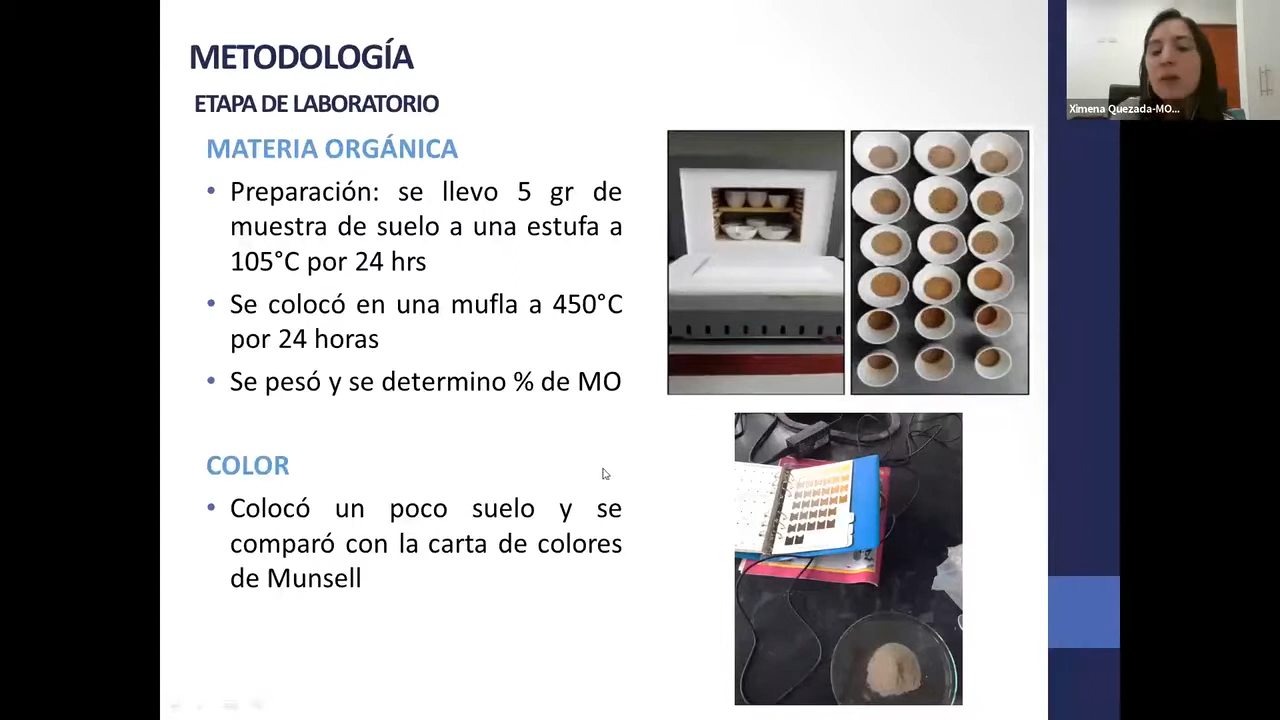 METODOLOGÍA
ETAPA DE LABORATORIO
MATERIA ORGÁNICA
• Preparación: se llevo 5 gr de
muestra de suelo a una estufa a
105°C por 24 hrs
• Se colocó en una mufla a 450°C
por 24 horas
• Se pesó y se determino % de MO
COLOR
• Colocó un poco suelo y se
comparó con la carta de colores
de Munsell
Ximena Quezada-MO...